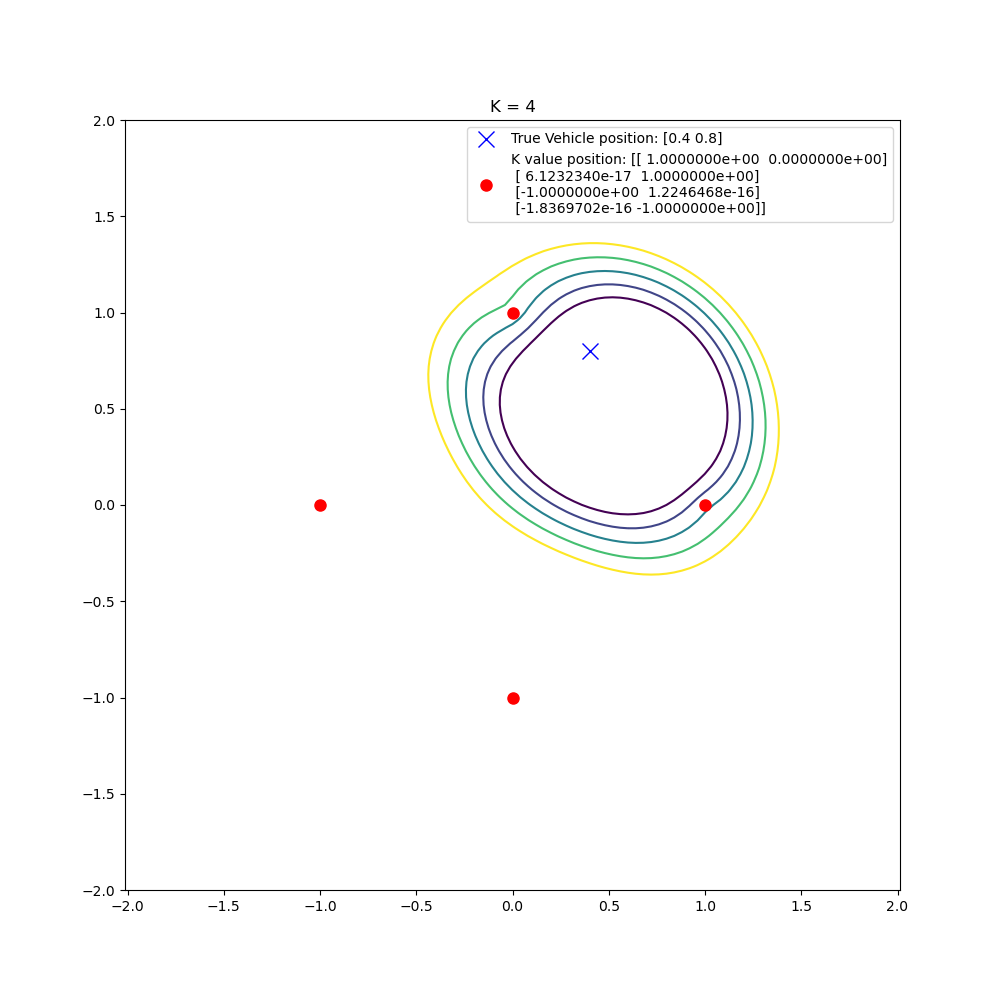 K = 4
True Vehicle position: [0.4 0.8]
K value position: [[ 1.0000000e+00  0.0000000e+00]
[ 6.1232340e-17  1.0000000e+00]
[-1.0000000e+00  1.2246468e-16]
[-1.8369702e-16 -1.0000000e+00]]
2.0
1.5
1.0
0.5
0.0
−0.5
−1.0
−1.5
−2.0
−2.0 −1.5 −1.0 −0.5 0.0 0.5 1.0 1.5 2.0